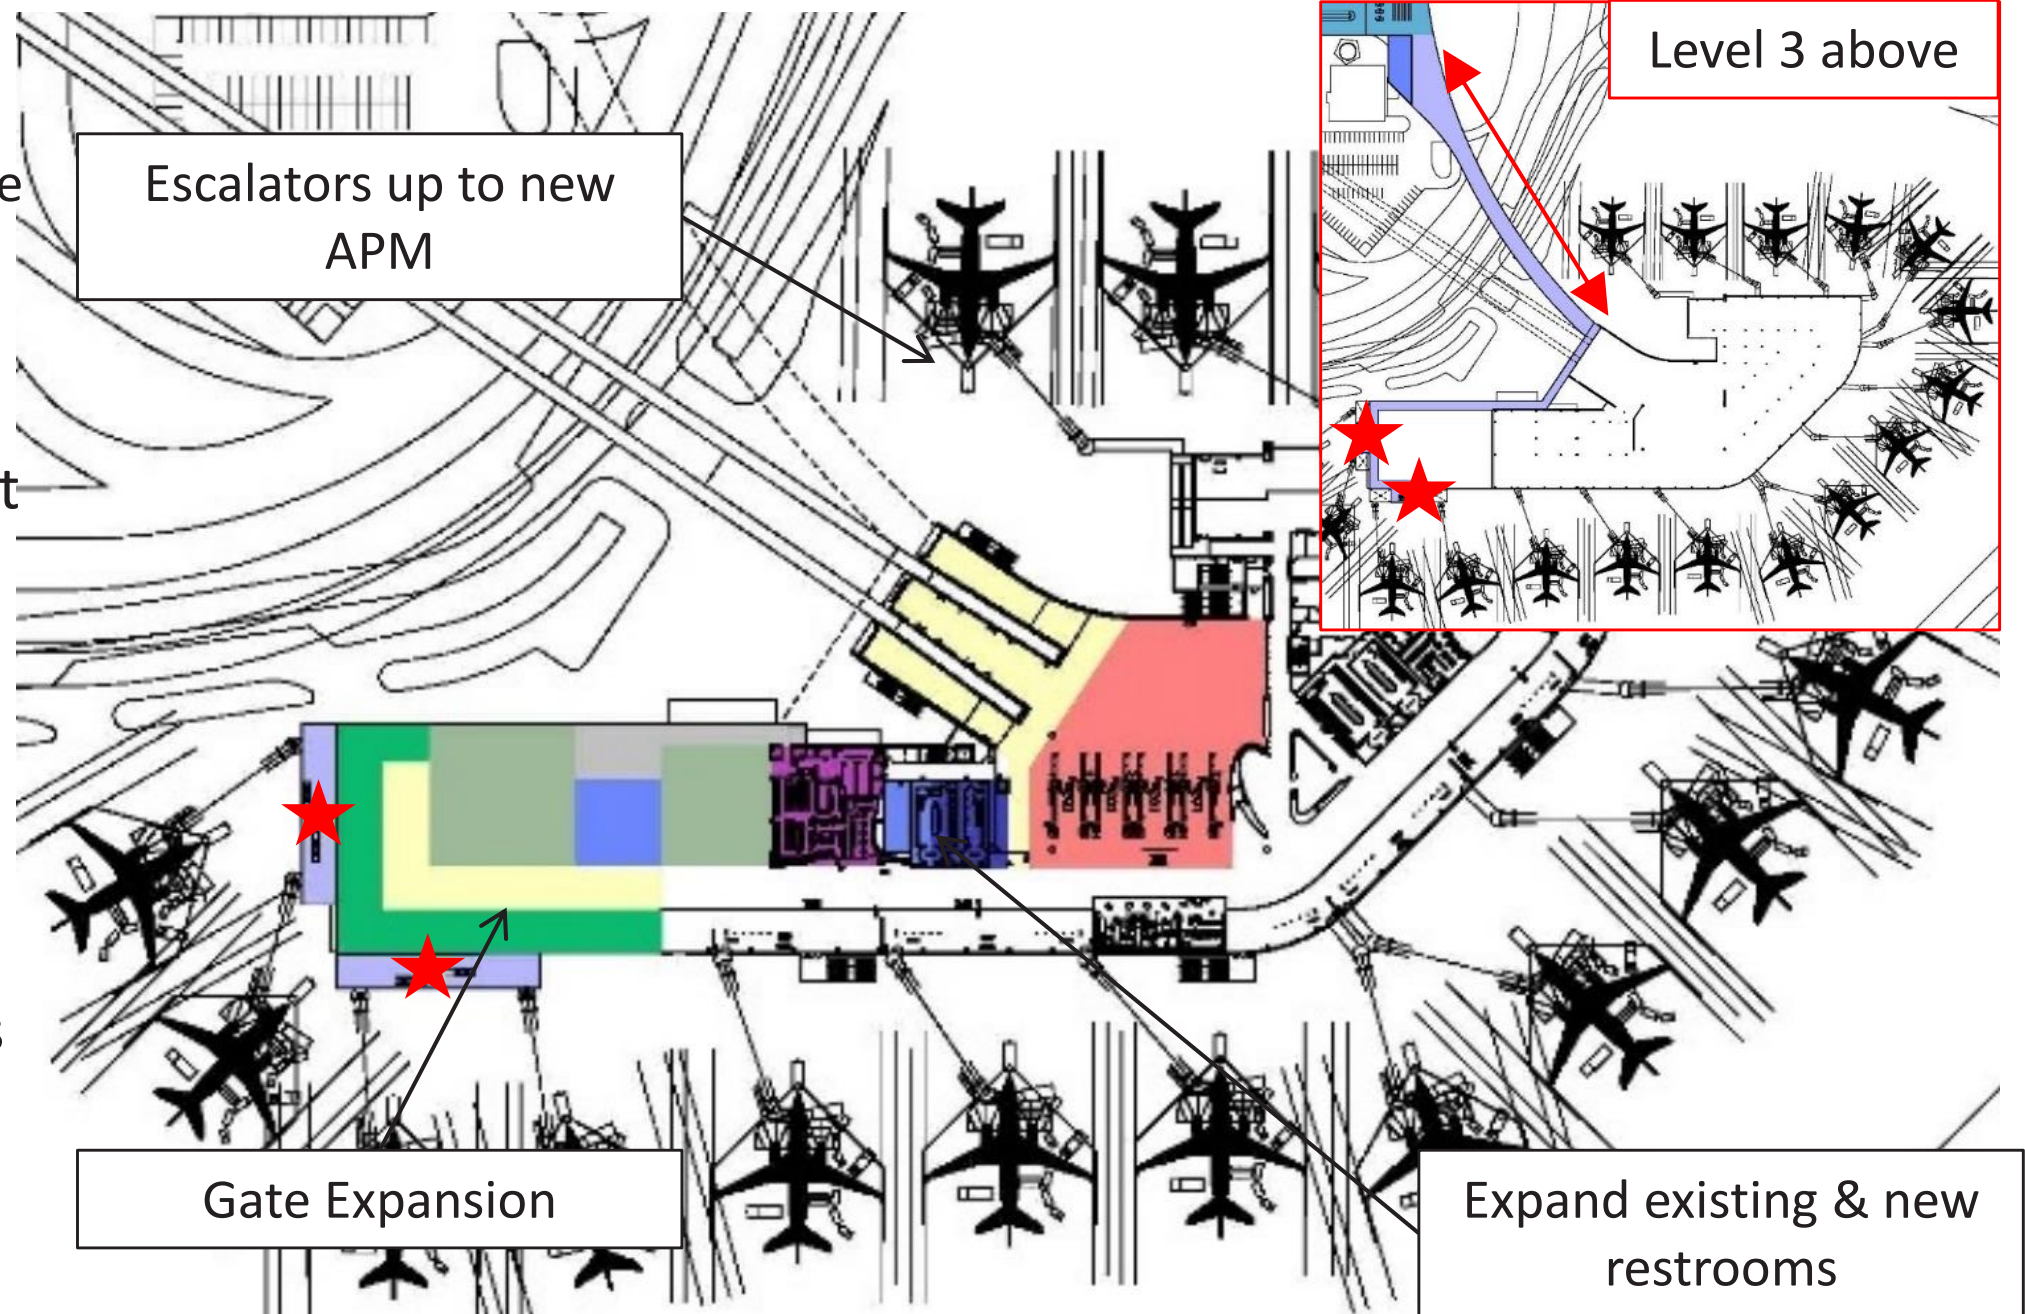 Level 3 above
e
Escalators up to new
APM
t
s
Gate Expansion
Expand existing & new
restrooms